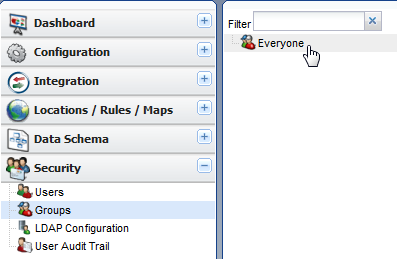 Dashboard
Configuration
Integration
Locations / Rules / Maps
Data Schema
Security
Users
Groups
LDAP Configuration
User Audit Trail
Filter
Everyone